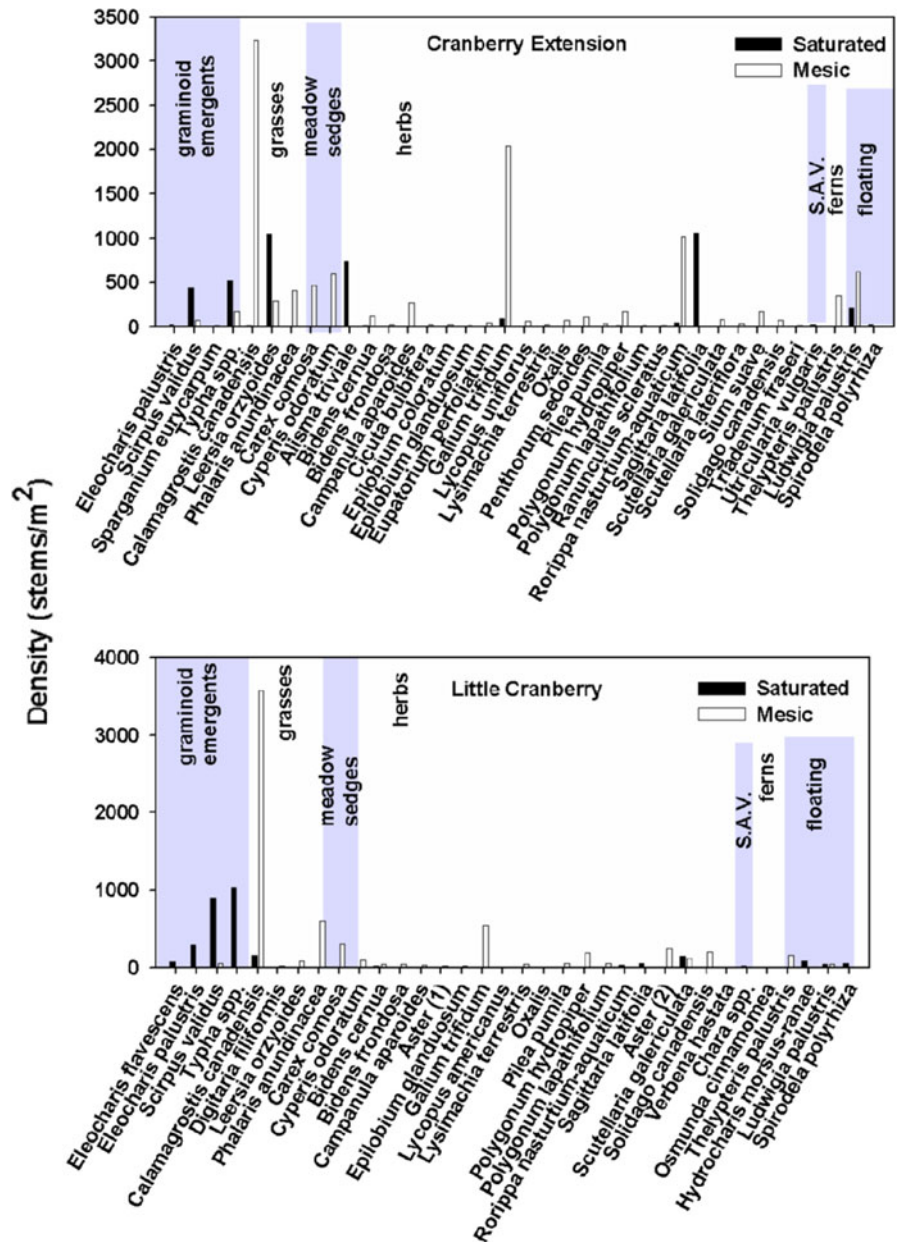 3500
3000
2500
2000
1500
1000
500
0
Cranberry Extension
Saturated
Mesic
graminoid
emergents
grasses
meadow
sedges
herbs
S.A.V.
ferns
floating
Eleocharis palustris
Scirpus validus
Sparganium eurycarpum
Typha spp.
Calamagrostis canadensis
Leersia orzyoides
Phalaris arundinacea
Carex comosa
Cyperis odoratum
Alisma triviale
Bidens cernua
Bidens frondosa
Campanula aparoides
Cicuta bulbifera
Epilobium coloratum
Epilobium glandulosum
Eupatorium perfoliatum
Galium trifidum
Lycopus uniflorus
Lysimachia terrestris
Oxalis
Penthorum sedoides
Pilea pumila
Polygonum hydropiper
Polygonum lapathifolium
Ranunculus scleratus
Rorippa nasturtium-aquaticum
Sagittaria latifolia
Scutellaria galericulata
Scutellaria lateriflora
Sium suave
Solidago canadensis
Triadenum fraseri
Utricularia vulgaris
Thelypteris palustris
Ludwigia palustris
Spirodela polyrhiza
Density (stems/m2)
4000
3000
2000
1000
0
Little Cranberry
Saturated
Mesic
graminoid
emergents
grasses
meadow
sedges
herbs
S.A.V.
ferns
floating
Eleocharis flavescens
Eleocharis palustris
Scirpus validus
Typha spp.
Calamagrostis canadensis
Digitaria filiformis
Leersia orzyoides
Phalaris arundinacea
Carex comosa
Cyperis odoratum
Bidens cernua
Bidens frondosa
Campanula aparoides
Aster (1)
Epilobium glandulosum
Galium trifidum
Lycopus americanus
Lysimachia terrestris
Oxalis
Pilea pumila
Polygonum hydropiper
Polygonum lapathifolium
Rorippa nasturtium-aquaticum
Sagittaria latifolia
Aster (2)
Scutellaria galericulata
Solidago canadensis
Verbena hastata
Chara spp.
Osmunda cinnamomea
Thelypteris palustris
Hydrocharis morsus-ranae
Ludwigia palustris
Spirodela polyrhiza